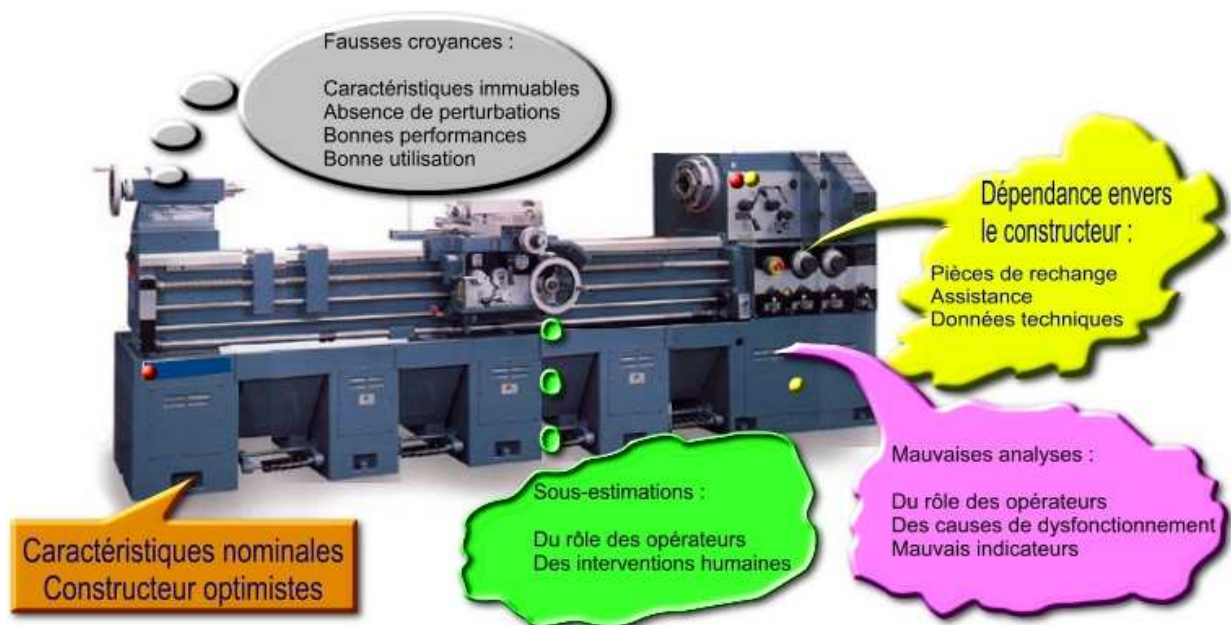 Fausses croyances :
Caractéristiques immuables
Absence de perturbations
Bonnes performances
Bonne utilisation
Dépendance envers
le constructeur :
Pièces de rechange
Assistance
Données techniques
Mauvaises analyses :
Du rôle des opérateurs
Des causes de dysfonctionnement
Mauvais indicateurs
Sous-estimations :
Du rôle des opérateurs
Des interventions humaines
Caractéristiques nominales
Constructeur optimistes